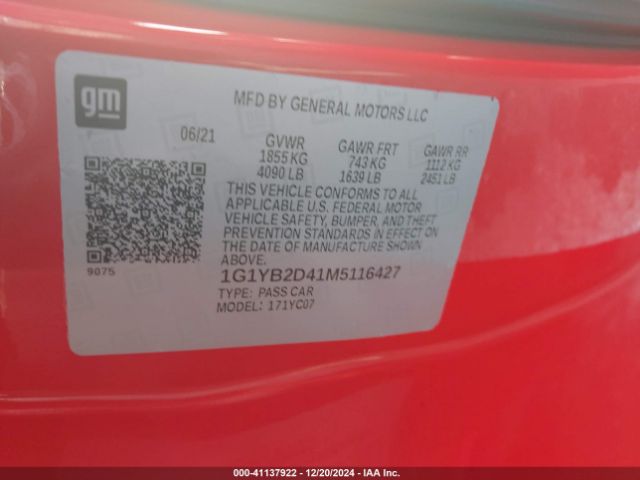 gm
MFD BY GENERAL MOTORS LLC
06/21
GVWR GAWR FRT GAWR RR
1855 KG 743 KG 1112 KG
4090 LB 1639 LB 2451 LB
THIS VEHICLE CONFORMS TO ALL
APPLICABLE U.S. FEDERAL MOTOR
VEHICLE SAFETY, BUMPER, AND THEFT
PREVENTION STANDARDS IN EFFECT ON
THE DATE OF MANUFACTURE SHOWN
ABOVE.
9075
1G1YB2D41M5116427
TYPE: PASS CAR
MODEL: 171YC07
000-41137922 - 12/20/2024 - IAA Inc.